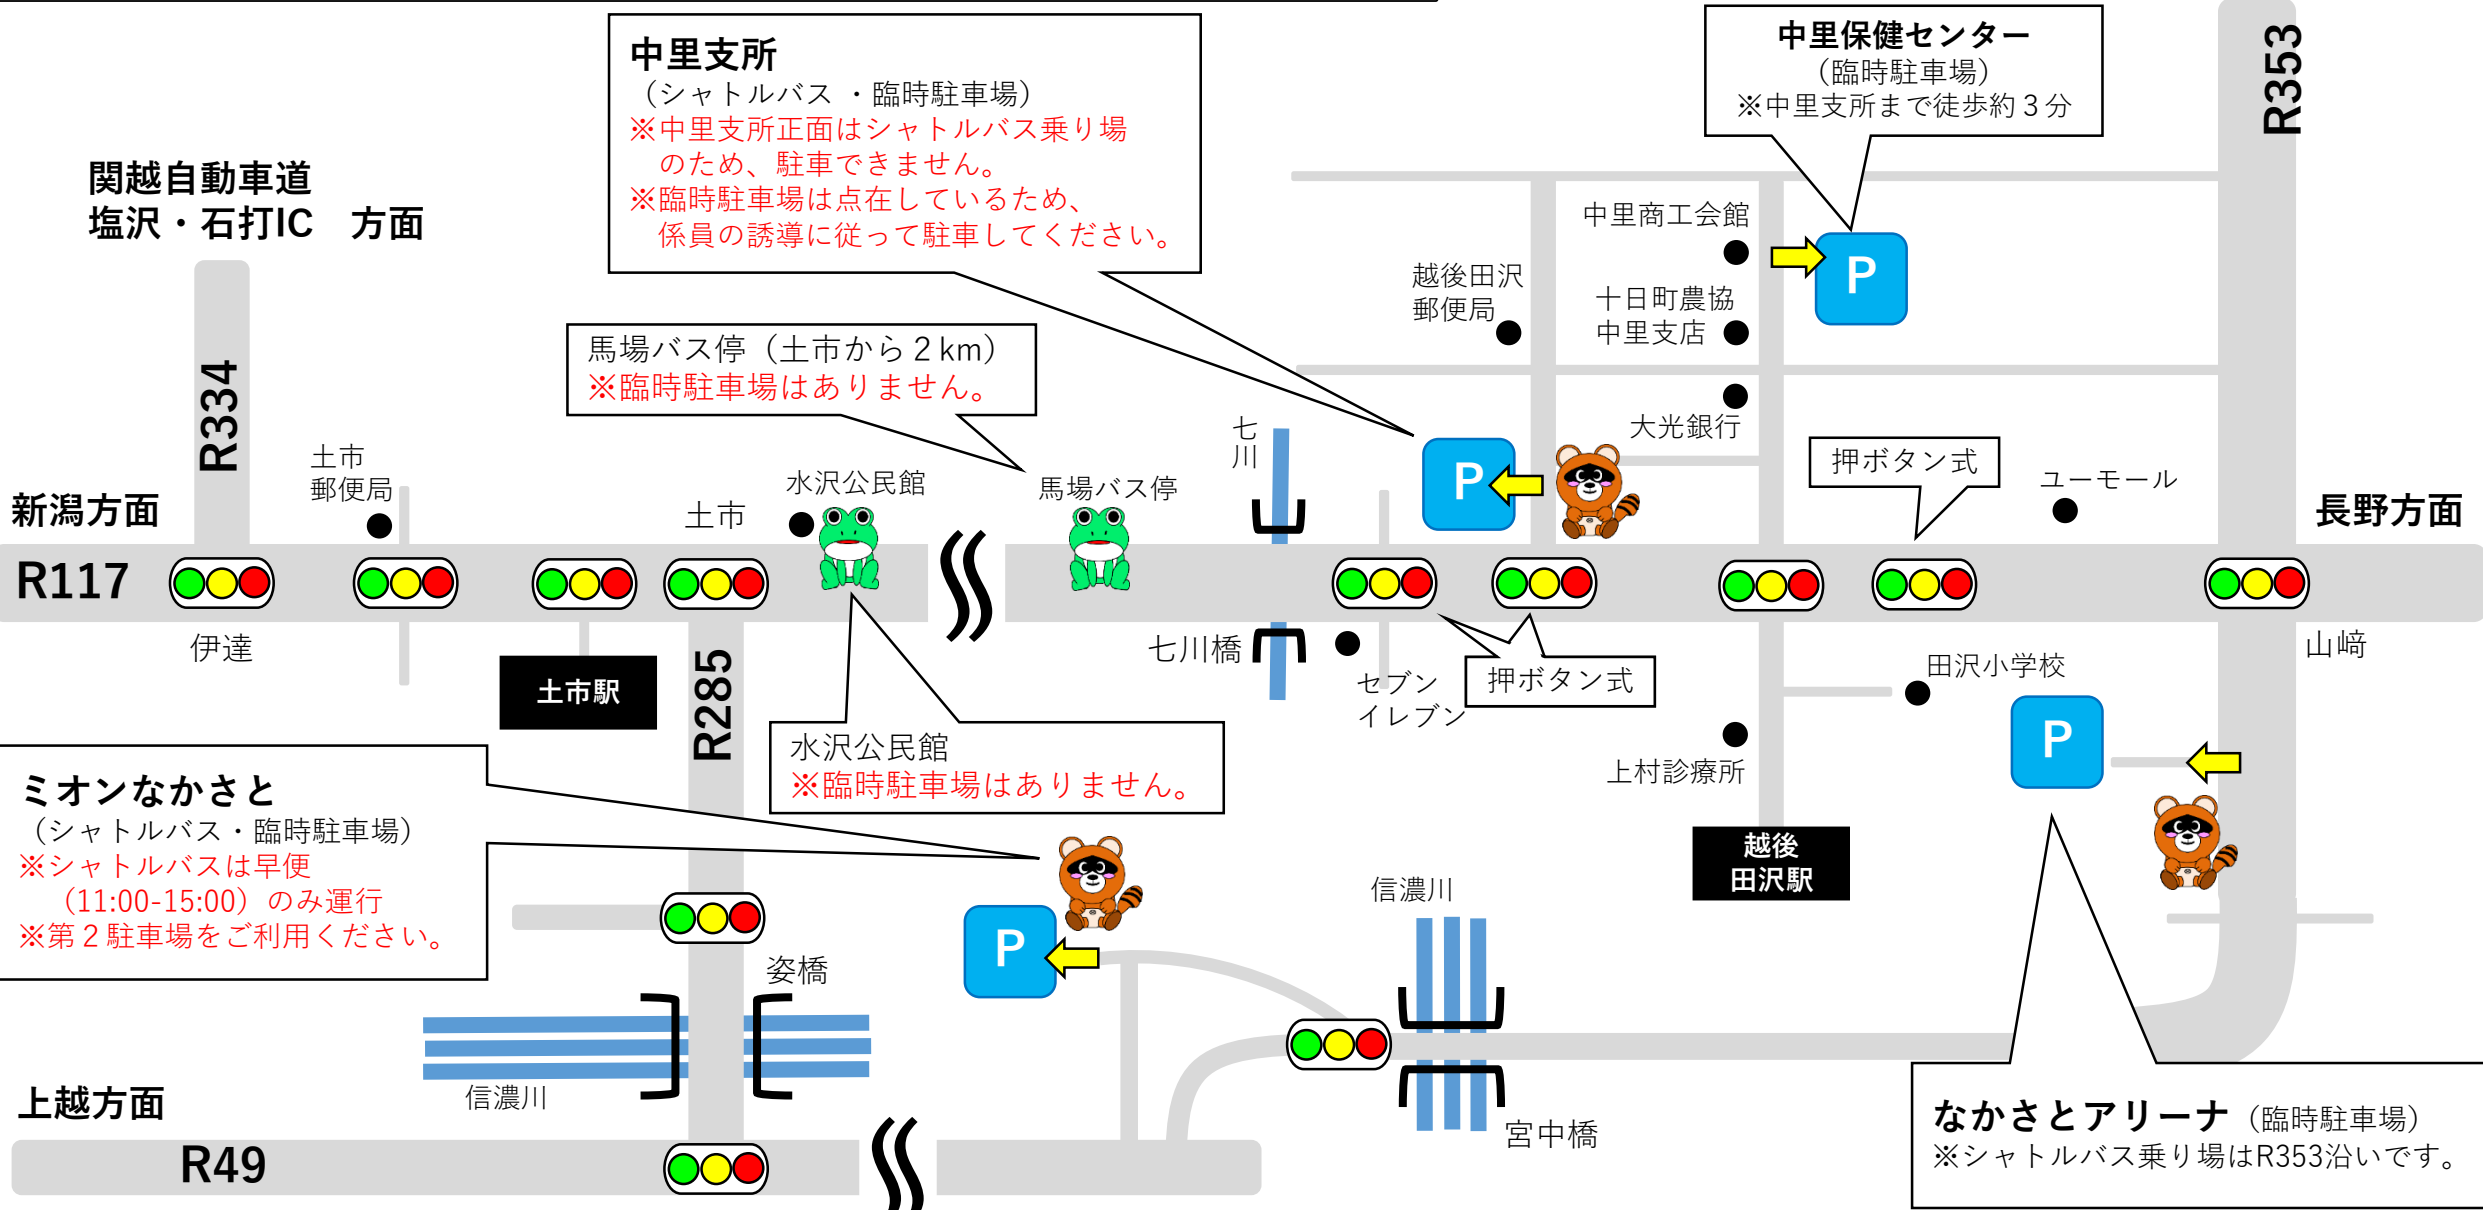 中里支所
（シャトルバス ・臨時駐車場）
※中里支所正面はシャトルバス乗り場
のため、駐車できません。
※臨時駐車場は点在しているため、
係員の誘導に従って駐車してください。
中里保健センター
（臨時駐車場）
※中里支所まで徒歩約３分
R353
関越自動車道
塩沢・石打IC　方面
中里商工会館
P
越後田沢
郵便局
十日町農協
中里支店
馬場バス停（土市から２km）
※臨時駐車場はありません。
R334
大光銀行
七川
P
押ボタン式
ユーモール
土市
郵便局
水沢公民館
馬場バス停
新潟方面
土市
長野方面
R117
伊達
七川橋
山﨑
土市駅
R285
セブン
イレブン
押ボタン式
田沢小学校
P
水沢公民館
※臨時駐車場はありません。
上村診療所
ミオンなかさと
（シャトルバス・臨時駐車場）
※シャトルバスは早便
（11:00-15:00）のみ運行
※第２駐車場をご利用ください。
越後
田沢駅
信濃川
P
姿橋
信濃川
上越方面
宮中橋
R49
なかさとアリーナ（臨時駐車場）
※シャトルバス乗り場はR353沿いです。